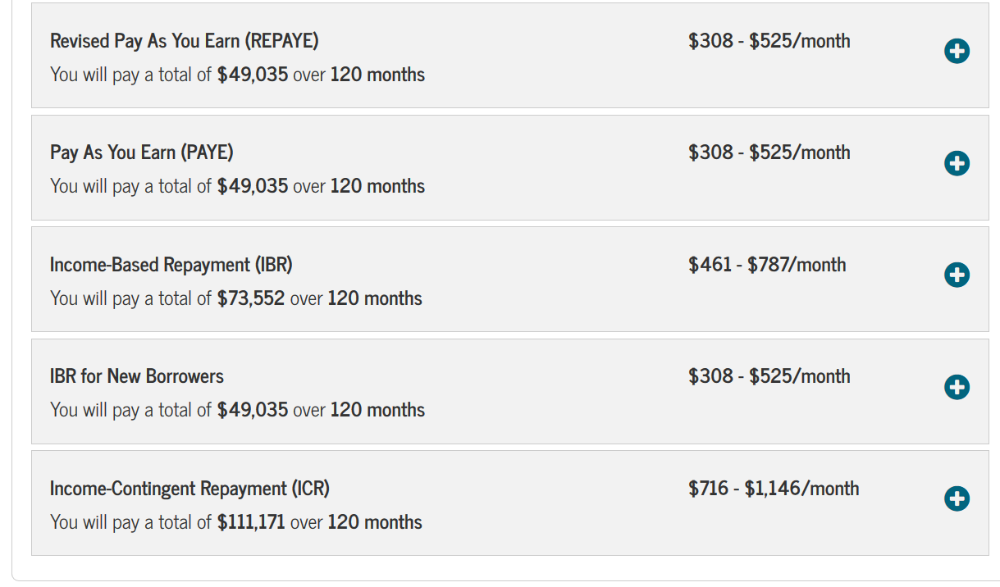 Revised Pay As You Earn (REPAYE)
$308 - $525/month
You will pay a total of $49,035 over 120 months
Pay As You Earn (PAYE)
$308 - $525/month
You will pay a total of $49,035 over 120 months
Income-Based Repayment (IBR)
$461 - $787/month
You will pay a total of $73,552 over 120 months
IBR for New Borrowers
$308 - $525/month
You will pay a total of $49,035 over 120 months
Income-Contingent Repayment (ICR)
$716 - $1,146/month
You will pay a total of $111,171 over 120 months